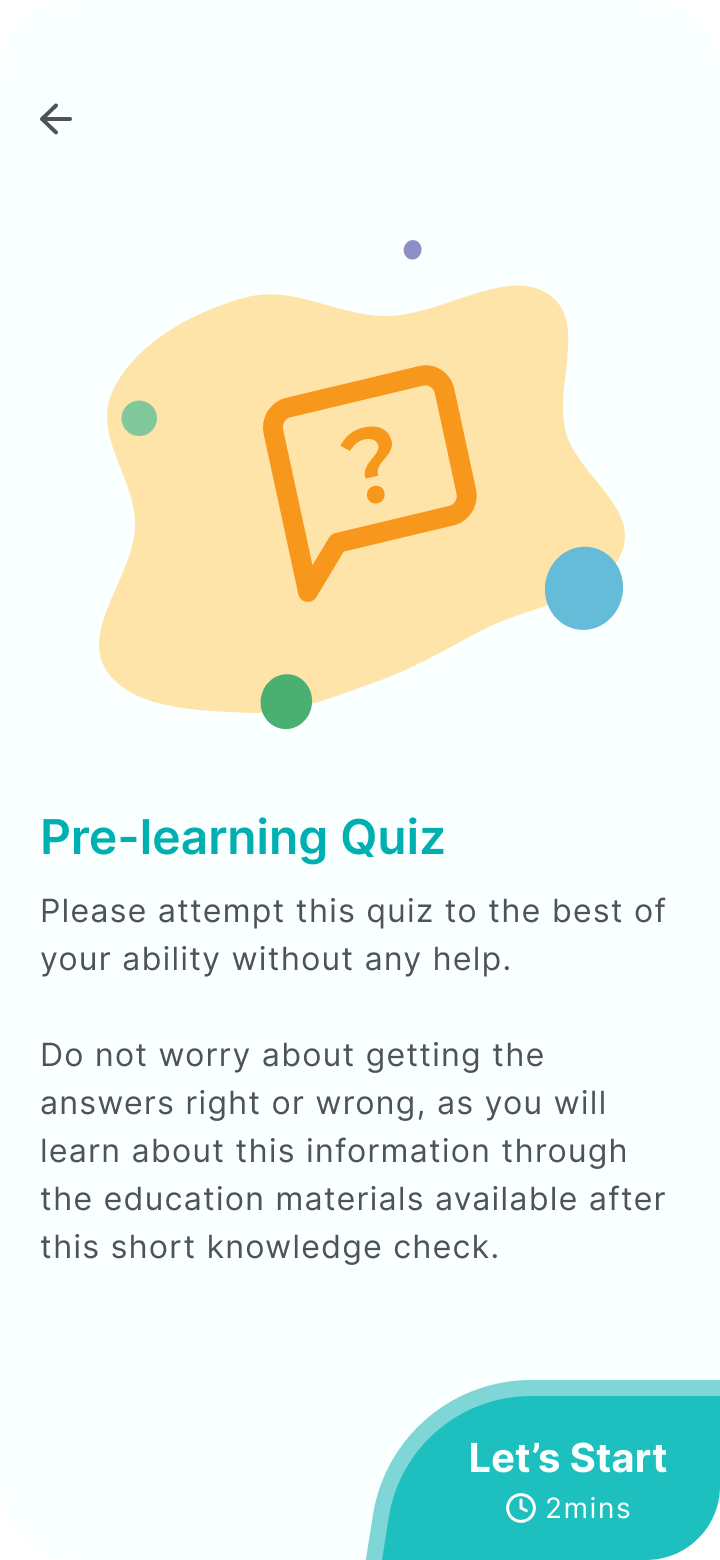 ?
Pre-learning Quiz
Please attempt this quiz to the best of
your ability without any help.
Do not worry about getting the
answers right or wrong, as you will
learn about this information through
the education materials available after
this short knowledge check.
Let’s Start
2mins